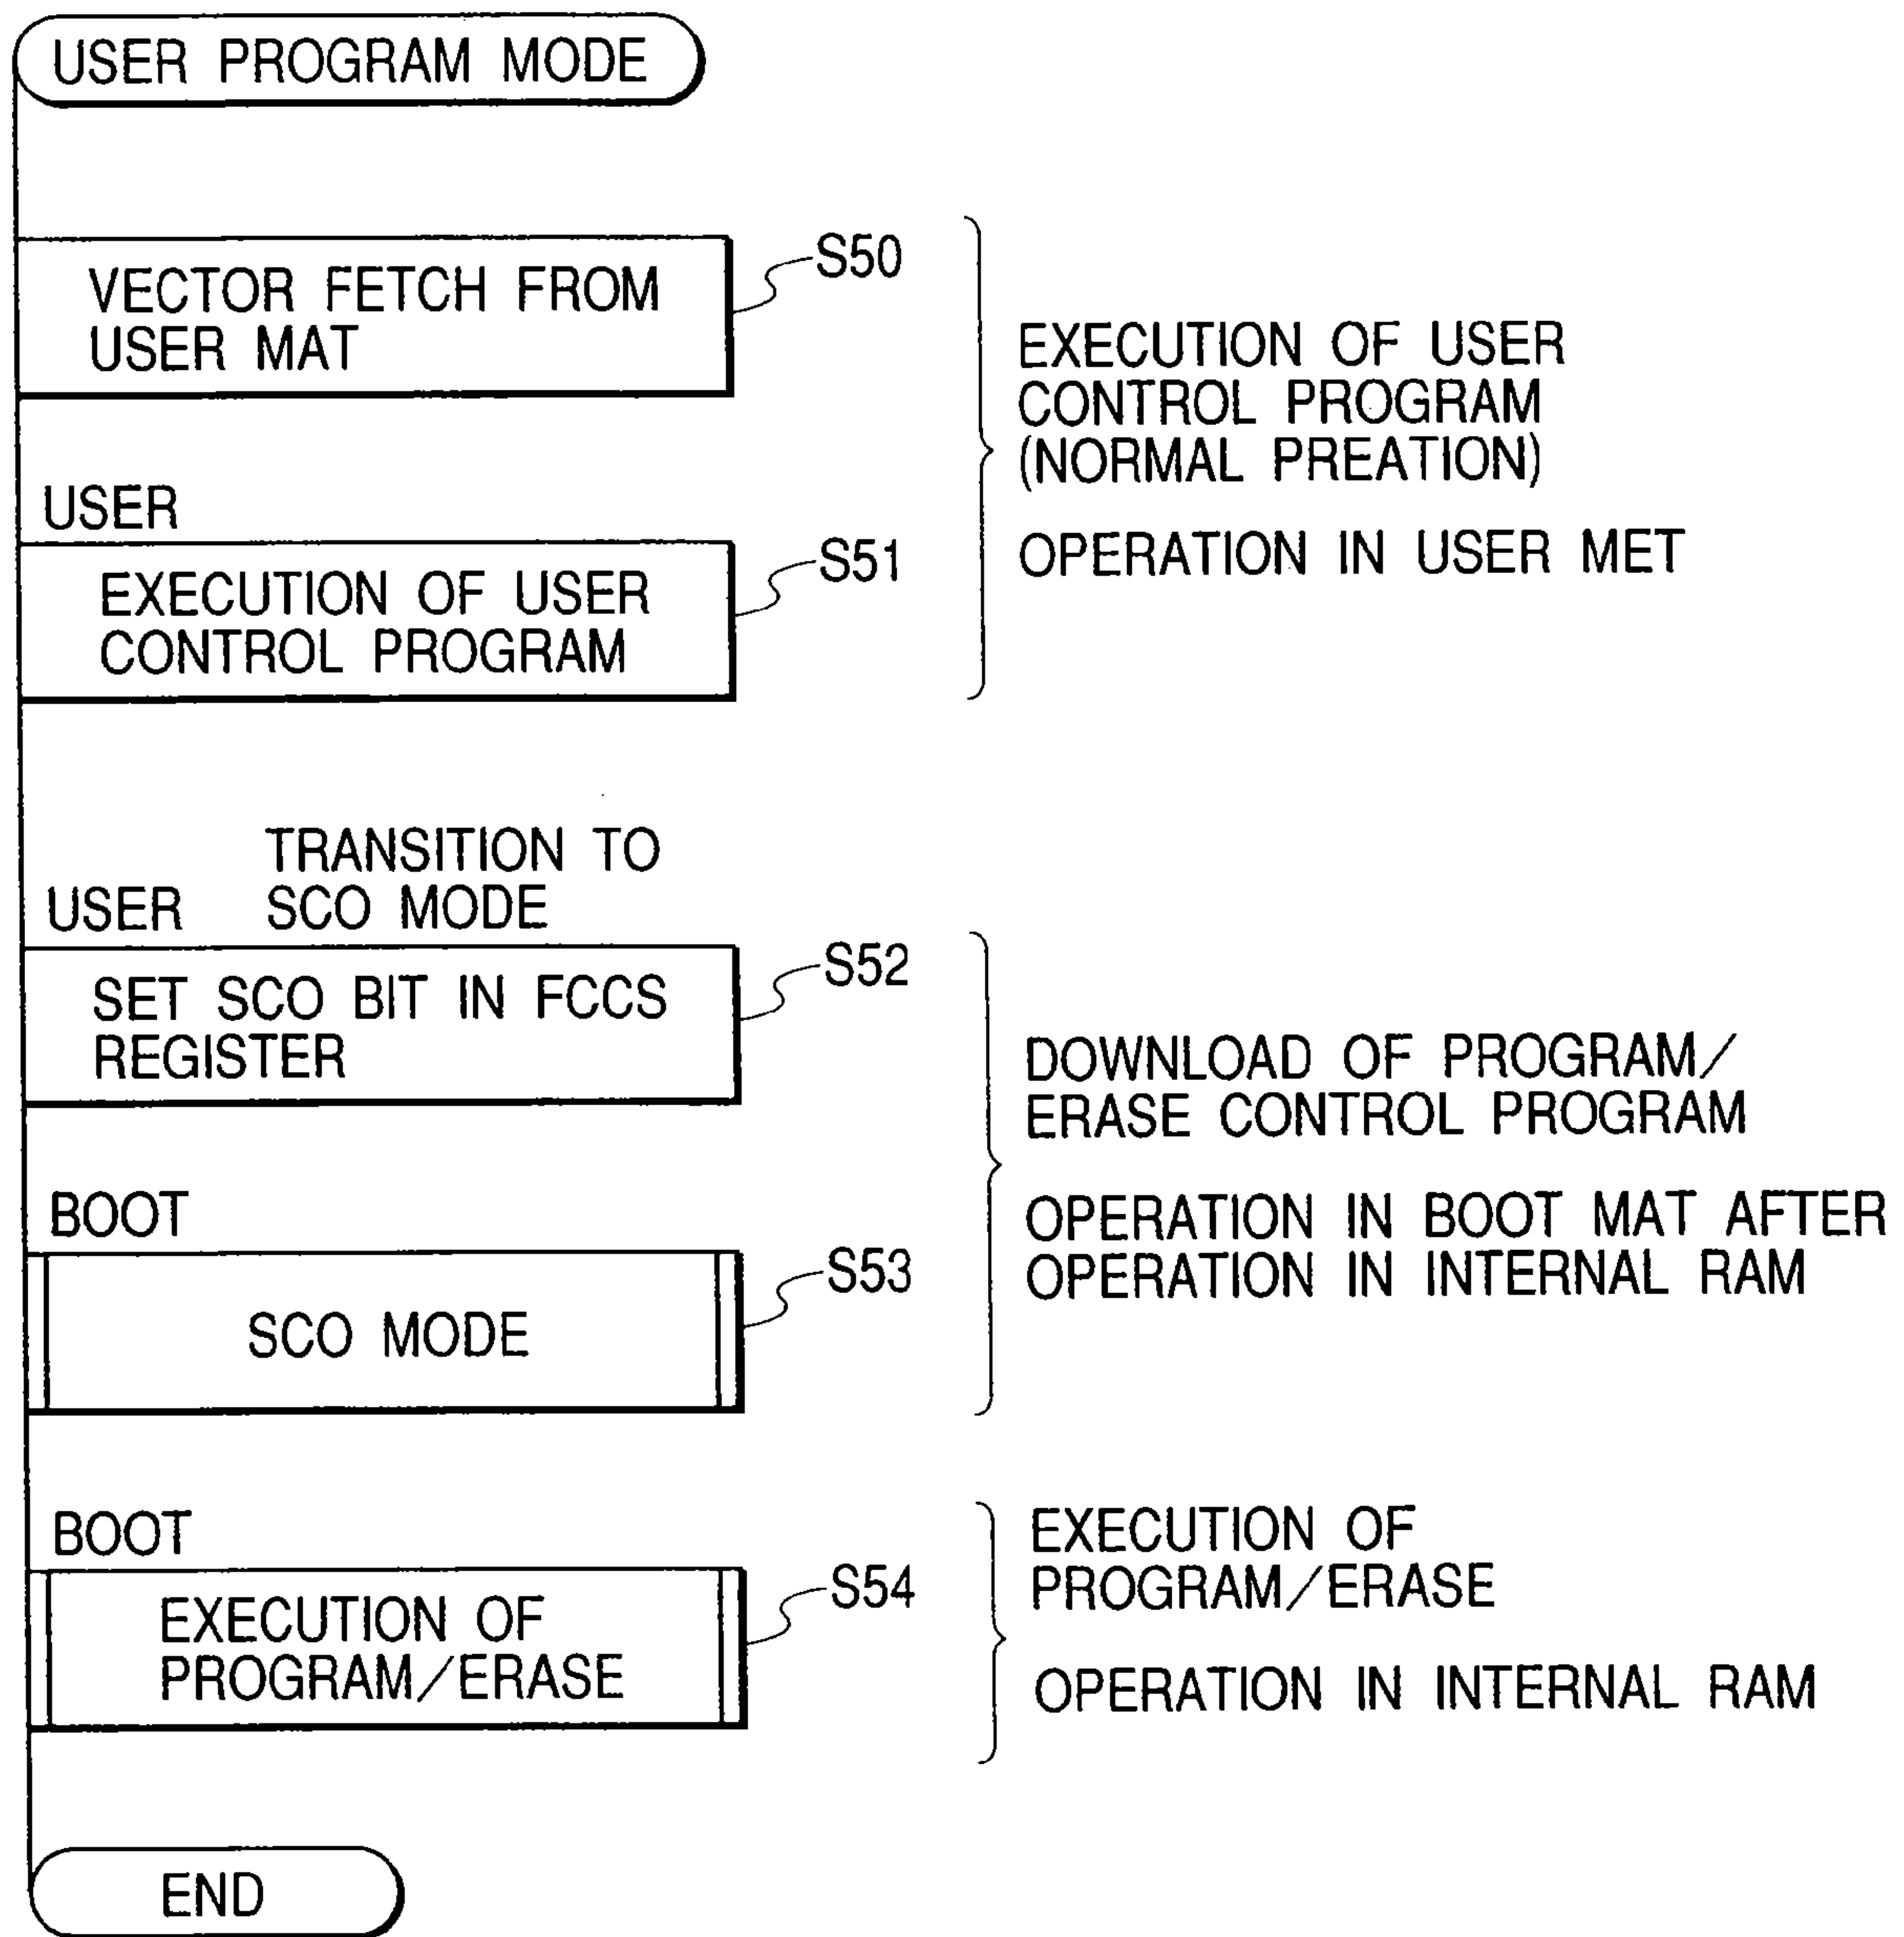 USER PROGRAM MODE
VECTOR FETCH FROM
USER MAT
S50
EXECUTION OF USER
CONTROL PROGRAM
(NORMAL PREATION)
OPERATION IN USER MET
USER
EXECUTION OF USER
CONTROL PROGRAM
S51
TRANSITION TO
USER SCO MODE
SET SCO BIT IN FCCS
REGISTER
S52
DOWNLOAD OF PROGRAM/
ERASE CONTROL PROGRAM
OPERATION IN BOOT MAT AFTER
OPERATION IN INTERNAL RAM
BOOT
SCO MODE
S53
BOOT
EXECUTION OF
PROGRAM/ERASE
S54
EXECUTION OF
PROGRAM/ERASE
OPERATION IN INTERNAL RAM
END